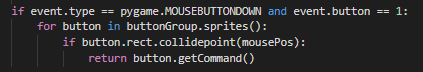 if event.type == pygame.MOUSEBUTTONDOWN and event.button == 1:
    for button in buttonGroup.sprites():
        if button.rect.collidepoint(mousePos):
            return button.getCommand()